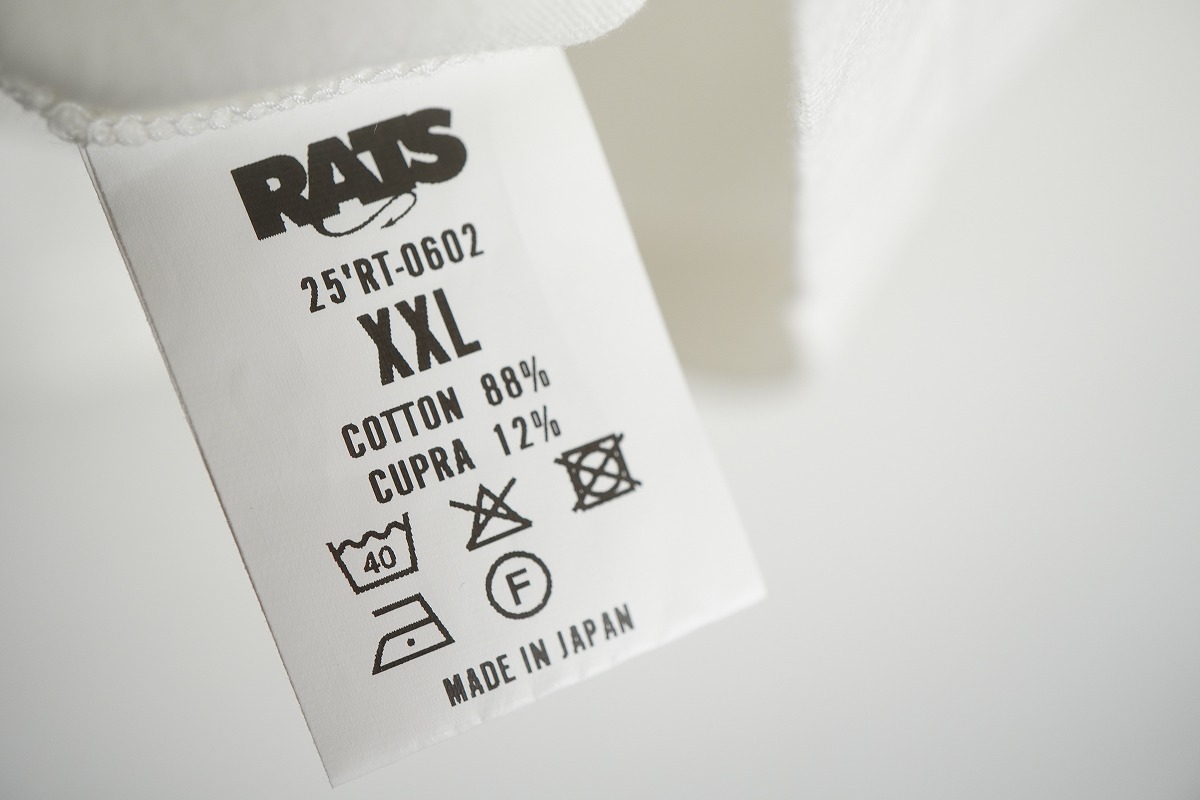 RATS
25'RT-0602
XXL
COTTON 88%
CUPRA 12%
40
F
MADE IN JAPAN